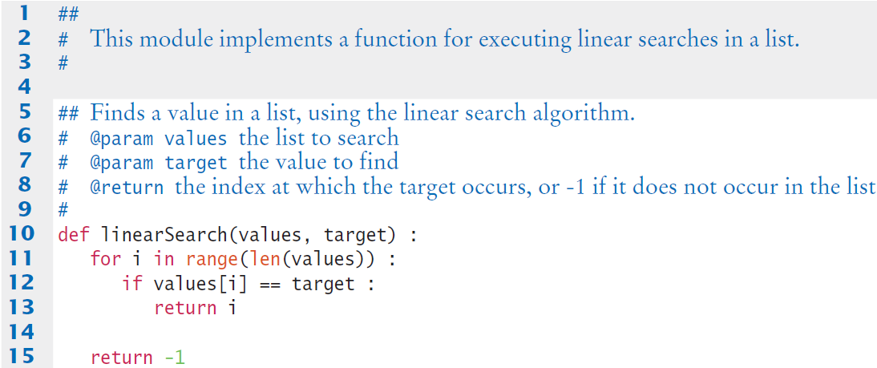 1 ##
2 # This module implements a function for executing linear searches in a list.
3 #
4
5 ## Finds a value in a list, using the linear search algorithm.
6 # @param values the list to search
7 # @param target the value to find
8 # @return the index at which the target occurs, or -1 if it does not occur in the list
9 #
10 def linearSearch(values, target) :
11    for i in range(len(values)) :
12       if values[i] == target :
13          return i
14
15    return -1